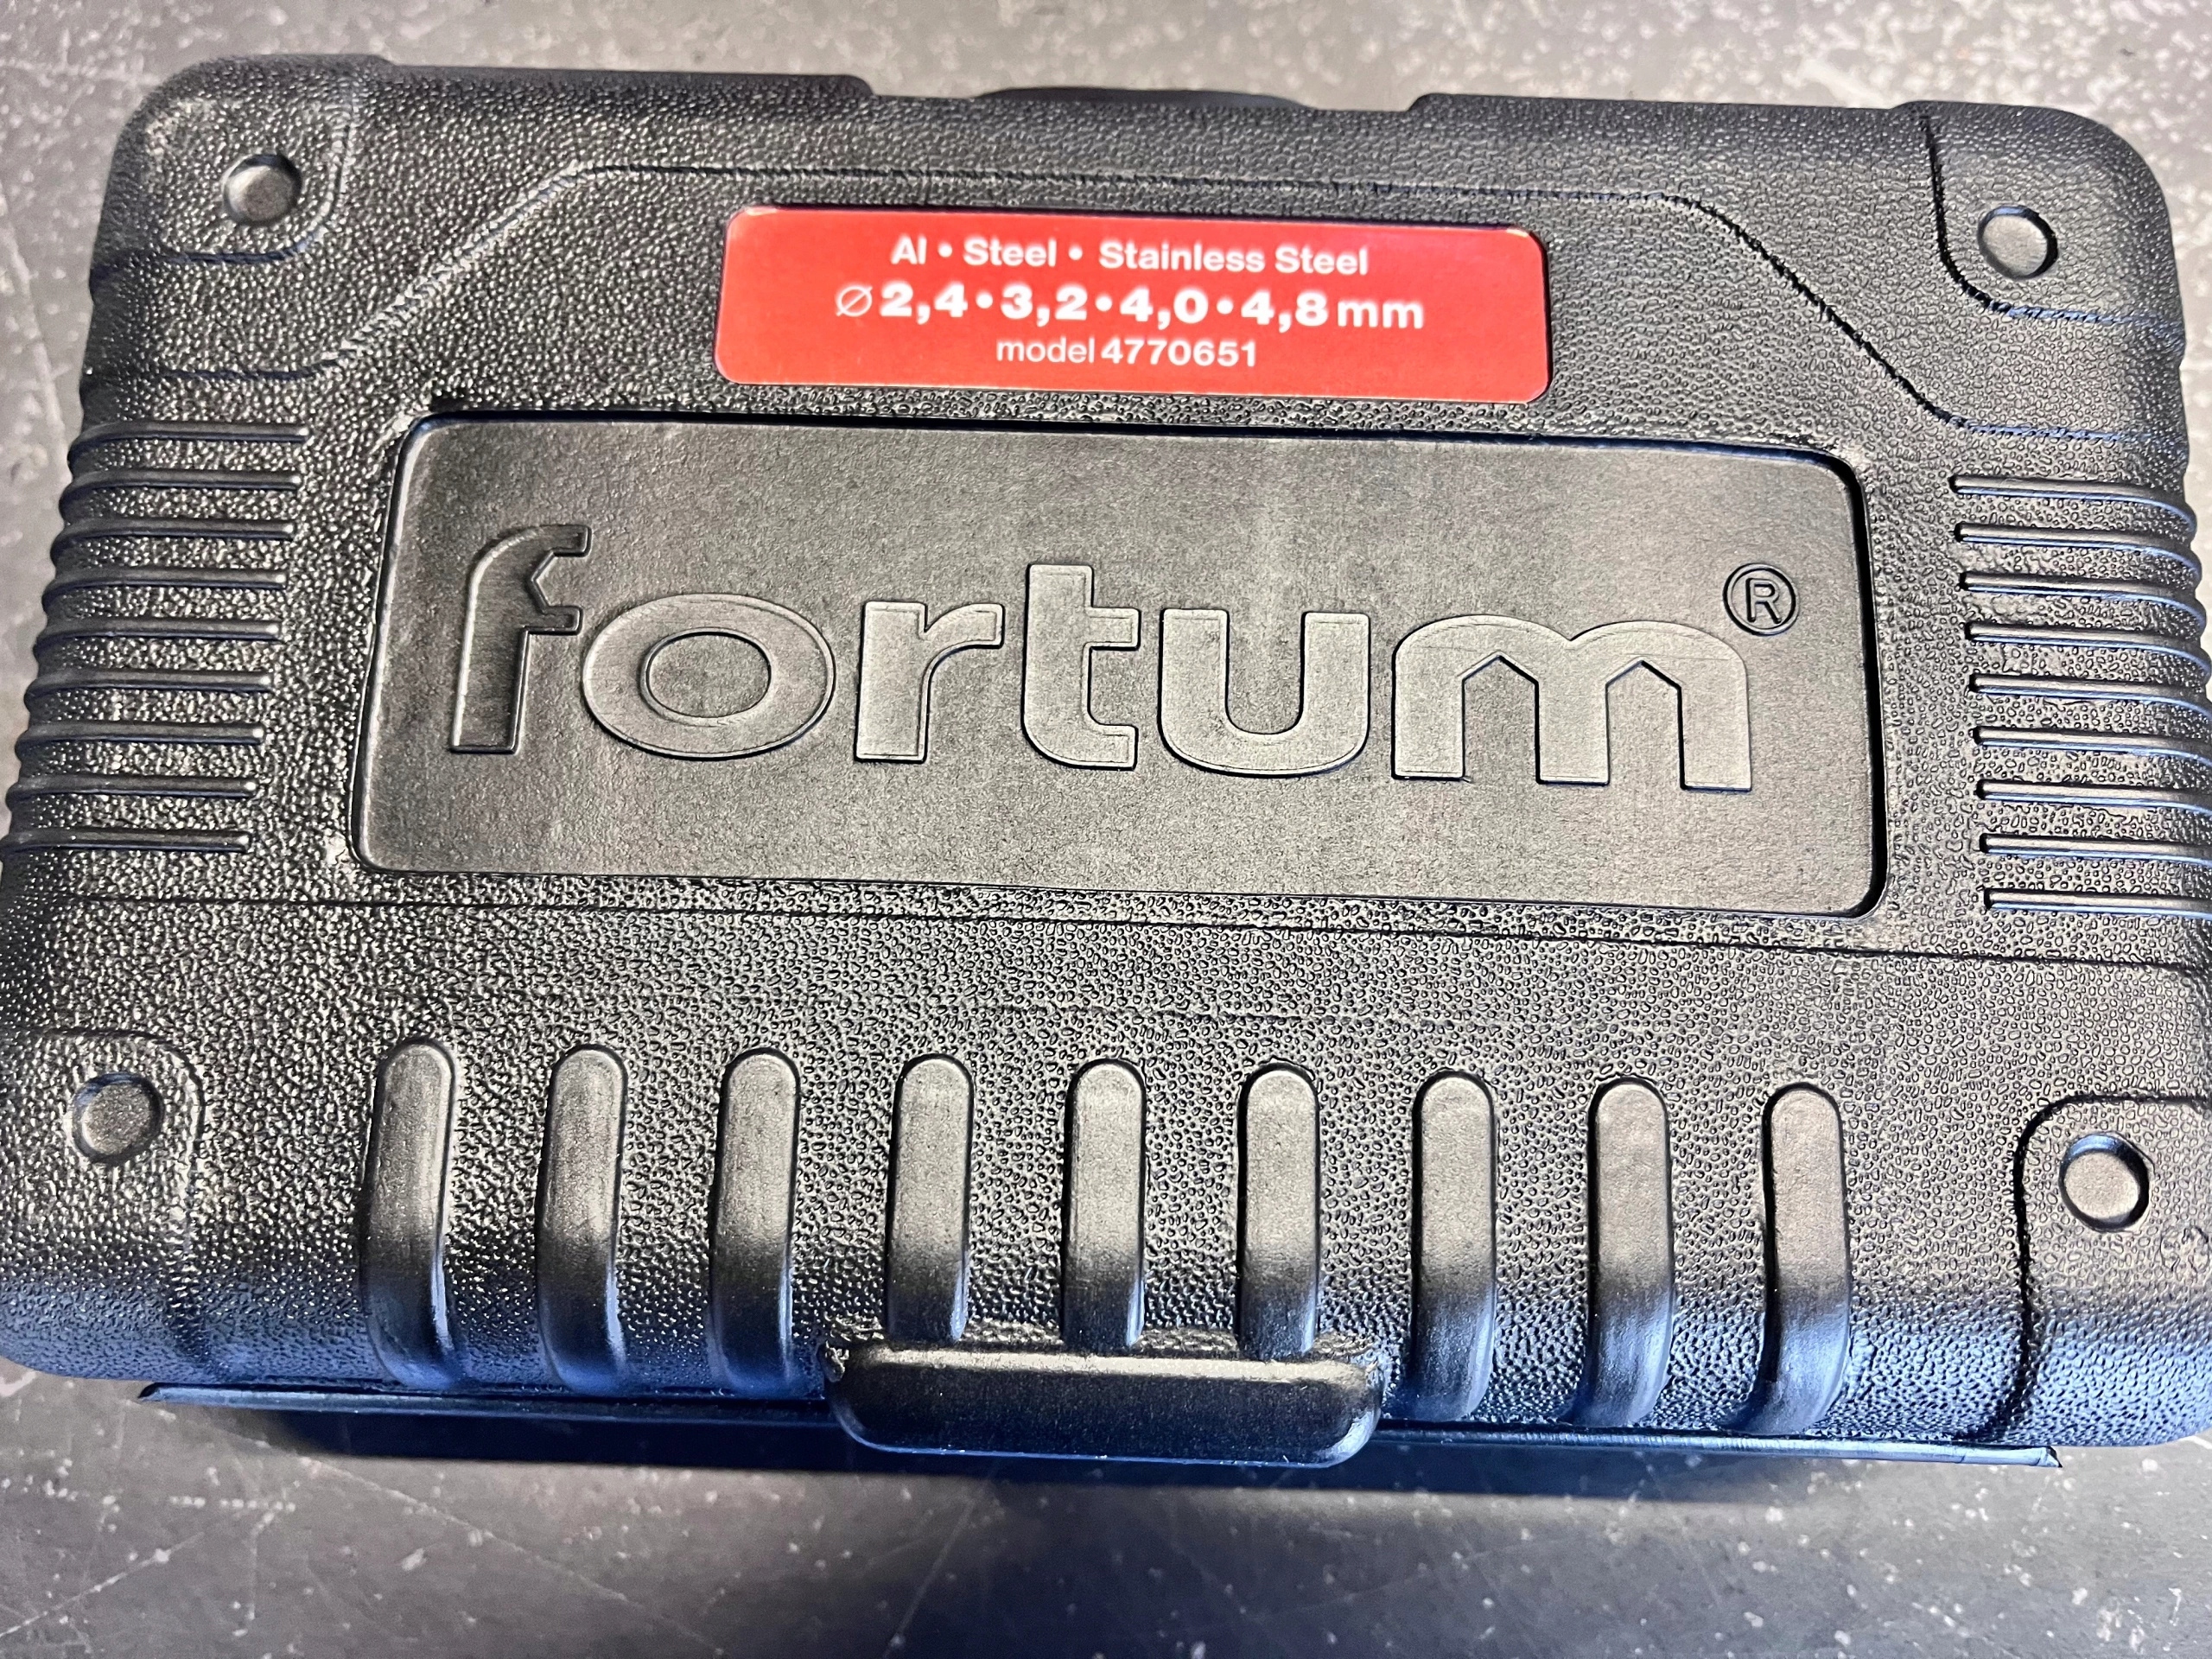 Al • Steel • Stainless Steel
⌀ 2,4 • 3,2 • 4,0 • 4,8 mm
model 4770651
fortum®